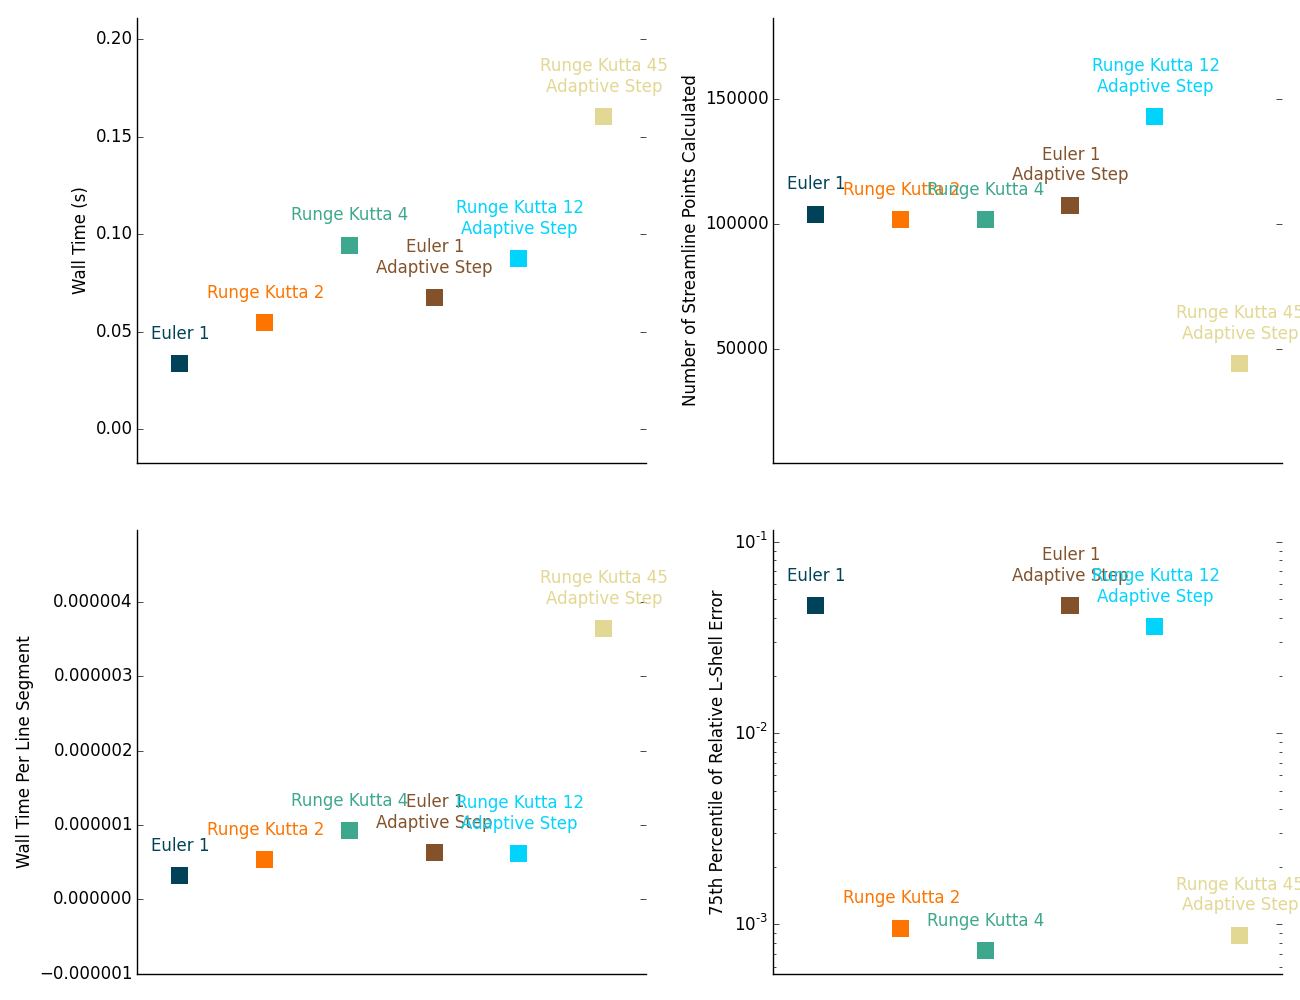 0.20
0.15
0.10
0.05
0.00
Wall Time (s)
Euler 1
Runge Kutta 2
Runge Kutta 4
Euler 1
Adaptive Step
Runge Kutta 12
Adaptive Step
Runge Kutta 45
Adaptive Step
150000
100000
50000
Number of Streamline Points Calculated
Euler 1
Runge Kutta 2
Runge Kutta 4
Euler 1
Adaptive Step
Runge Kutta 12
Adaptive Step
Runge Kutta 45
Adaptive Step
0.000004
0.000003
0.000002
0.000001
0.000000
−0.000001
Wall Time Per Line Segment
Euler 1
Runge Kutta 2
Runge Kutta 4
Euler 1
Adaptive Step
Runge Kutta 12
Adaptive Step
Runge Kutta 45
Adaptive Step
10⁻¹
10⁻²
10⁻³
75th Percentile of Relative L-Shell Error
Euler 1
Runge Kutta 2
Runge Kutta 4
Euler 1
Adaptive Step
Runge Kutta 12
Adaptive Step
Runge Kutta 45
Adaptive Step